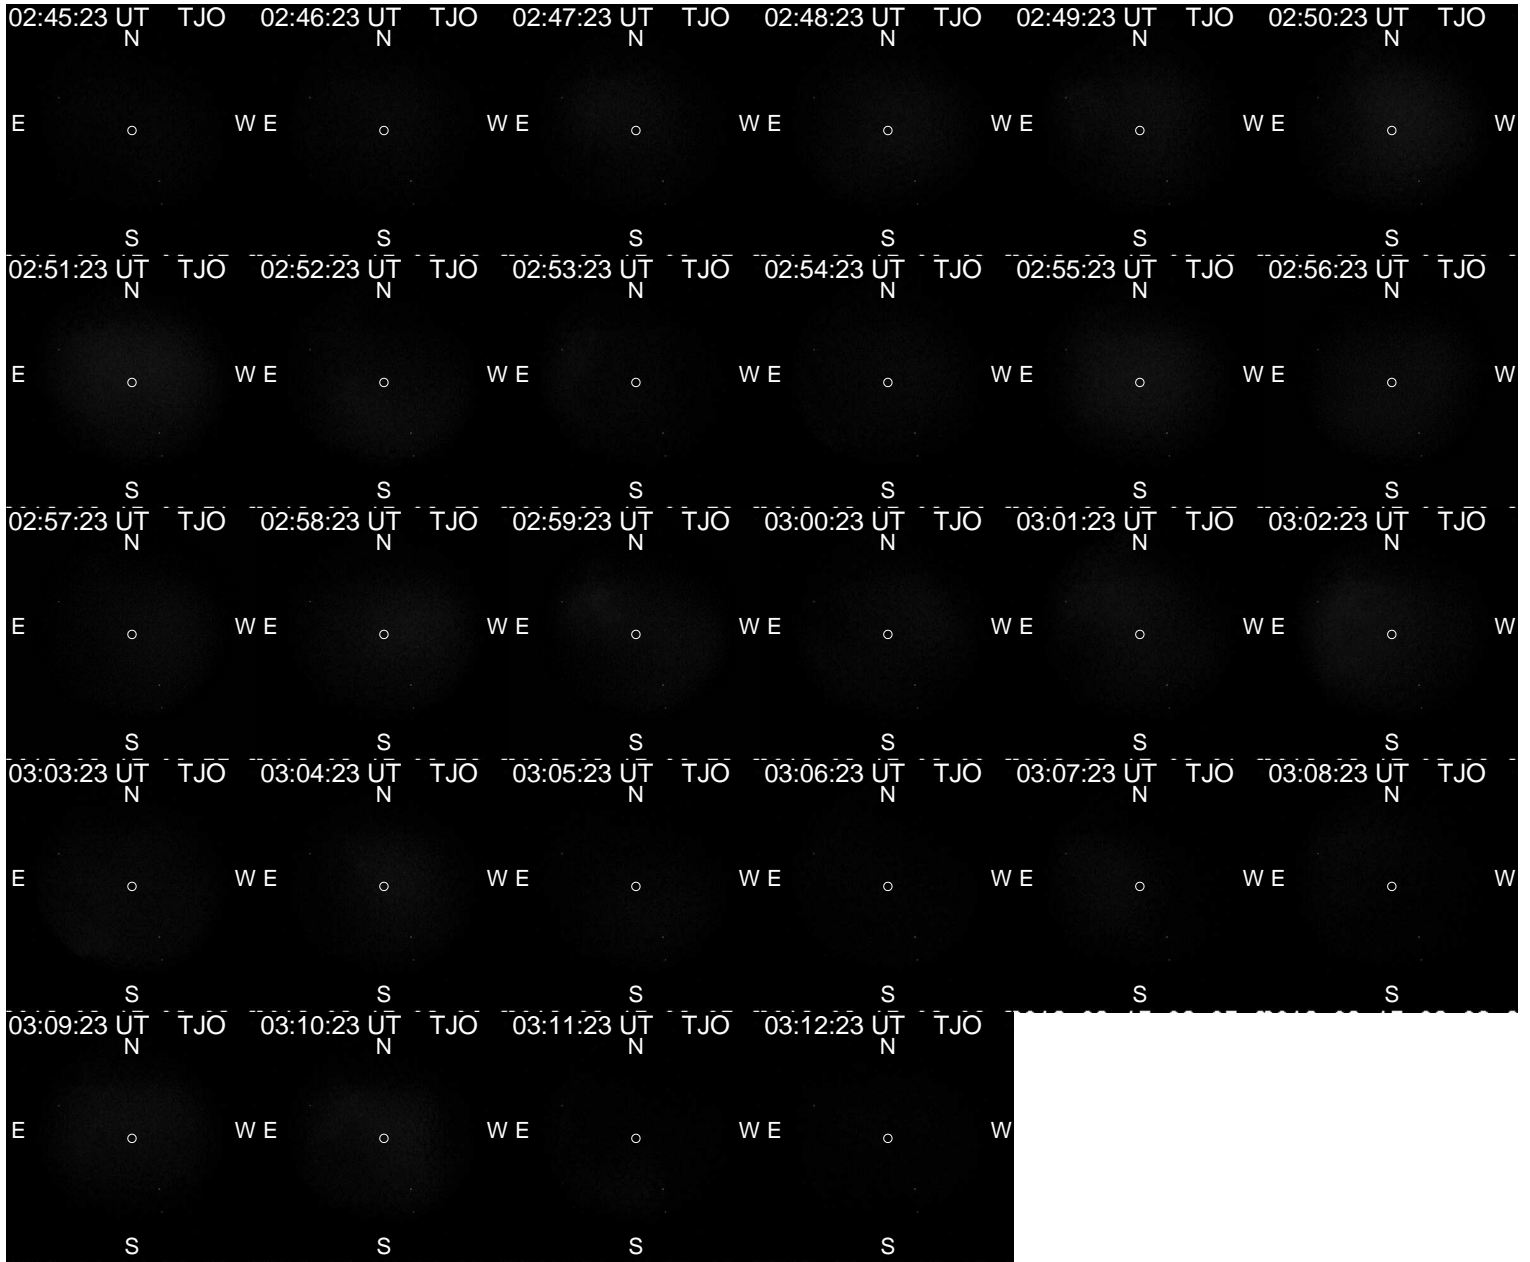 02:45:23 UT TJO 02:46:23 UT TJO 02:47:23 UT TJO 02:48:23 UT TJO 02:49:23 UT TJO 02:50:23 UT TJO
N N N N N N
E W E W E W E W E W E W
S S S S S S
02:51:23 UT TJO 02:52:23 UT TJO 02:53:23 UT TJO 02:54:23 UT TJO 02:55:23 UT TJO 02:56:23 UT TJO
N N N N N N
E W E W E W E W E W E W
S S S S S S
02:57:23 UT TJO 02:58:23 UT TJO 02:59:23 UT TJO 03:00:23 UT TJO 03:01:23 UT TJO 03:02:23 UT TJO
N N N N N N
E W E W E W E W E W E W
S S S S S S
03:03:23 UT TJO 03:04:23 UT TJO 03:05:23 UT TJO 03:06:23 UT TJO 03:07:23 UT TJO 03:08:23 UT TJO
N N N N N N
E W E W E W E W E W E W
S S S S S S
03:09:23 UT TJO 03:10:23 UT TJO 03:11:23 UT TJO 03:12:23 UT TJO
N N N N
E W E W E W E W
S S S S